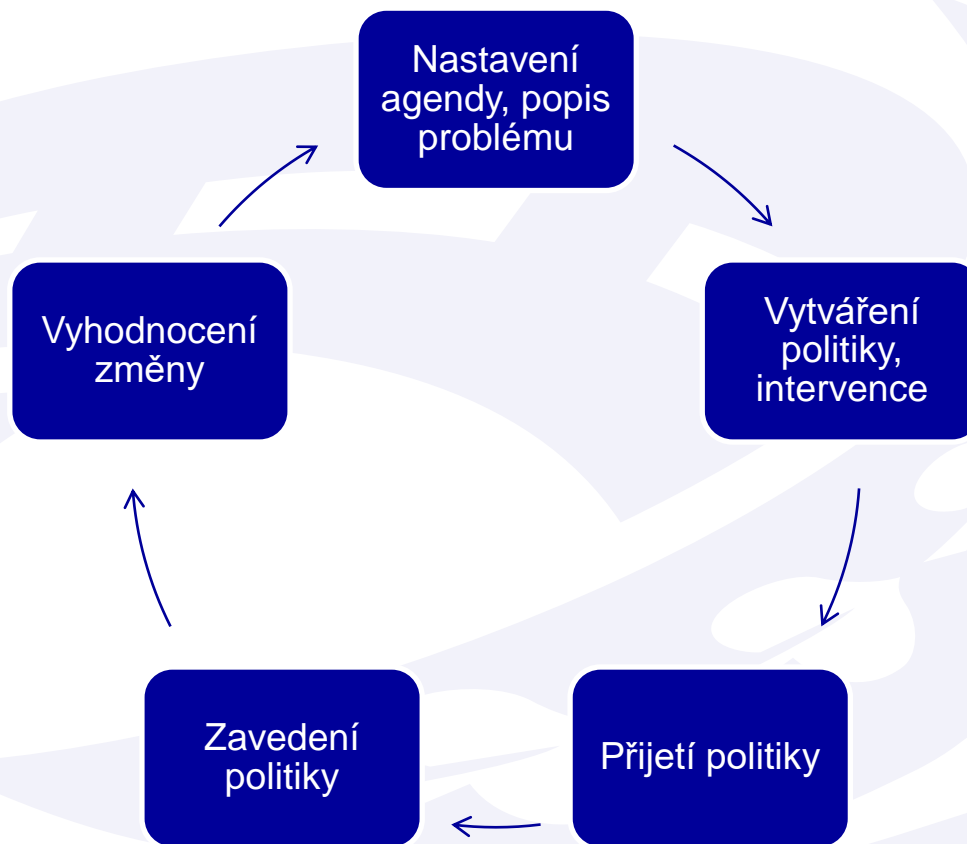 Nastavení
agendy, popis
problému
Vytváření
politiky,
intervence
Přijetí politiky
Zavedení
politiky
Vyhodnocení
změny